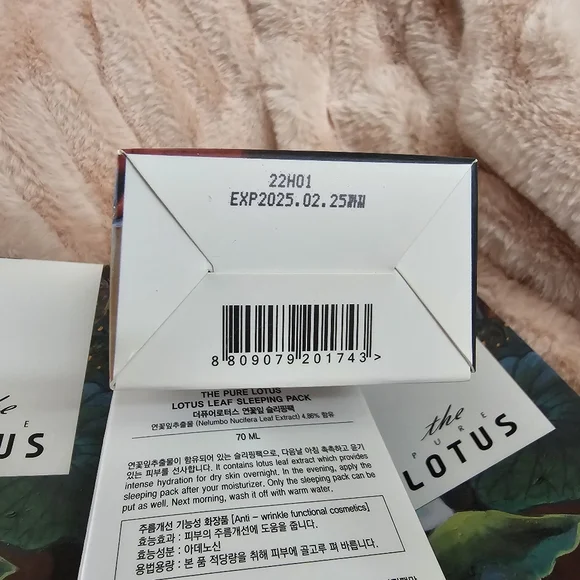 22H01
EXP2025.02.25까지
8 809079 201743 >
THE PURE LOTUS
LOTUS LEAF SLEEPING PACK
더퓨어로터스 연꽃잎 슬리핑팩
연꽃잎추출물 (Nelumbo Nucifera Leaf Extract) 4.86% 함유
70 ML
연꽃잎추출물이 함유되어 있는 슬리핑팩으로, 다음날 아침 촉촉하고 윤기
있는 피부를 선사합니다. It contains lotus leaf extract which provides
intense hydration for dry skin overnight. In the evening, apply the
sleeping pack after your moisturizer. Only the sleeping pack can be
put as well. Next morning, wash it off with warm water.
주름개선 기능성 화장품 [Anti - wrinkle functional cosmetics]
효능효과 : 피부의 주름개선에 도움을 줍니다.
효능성분 : 아데노신
용법용량 : 본 품 적당량을 취해 피부에 골고루 펴 바릅니다.
the
PURE
LOTUS
he
E
US